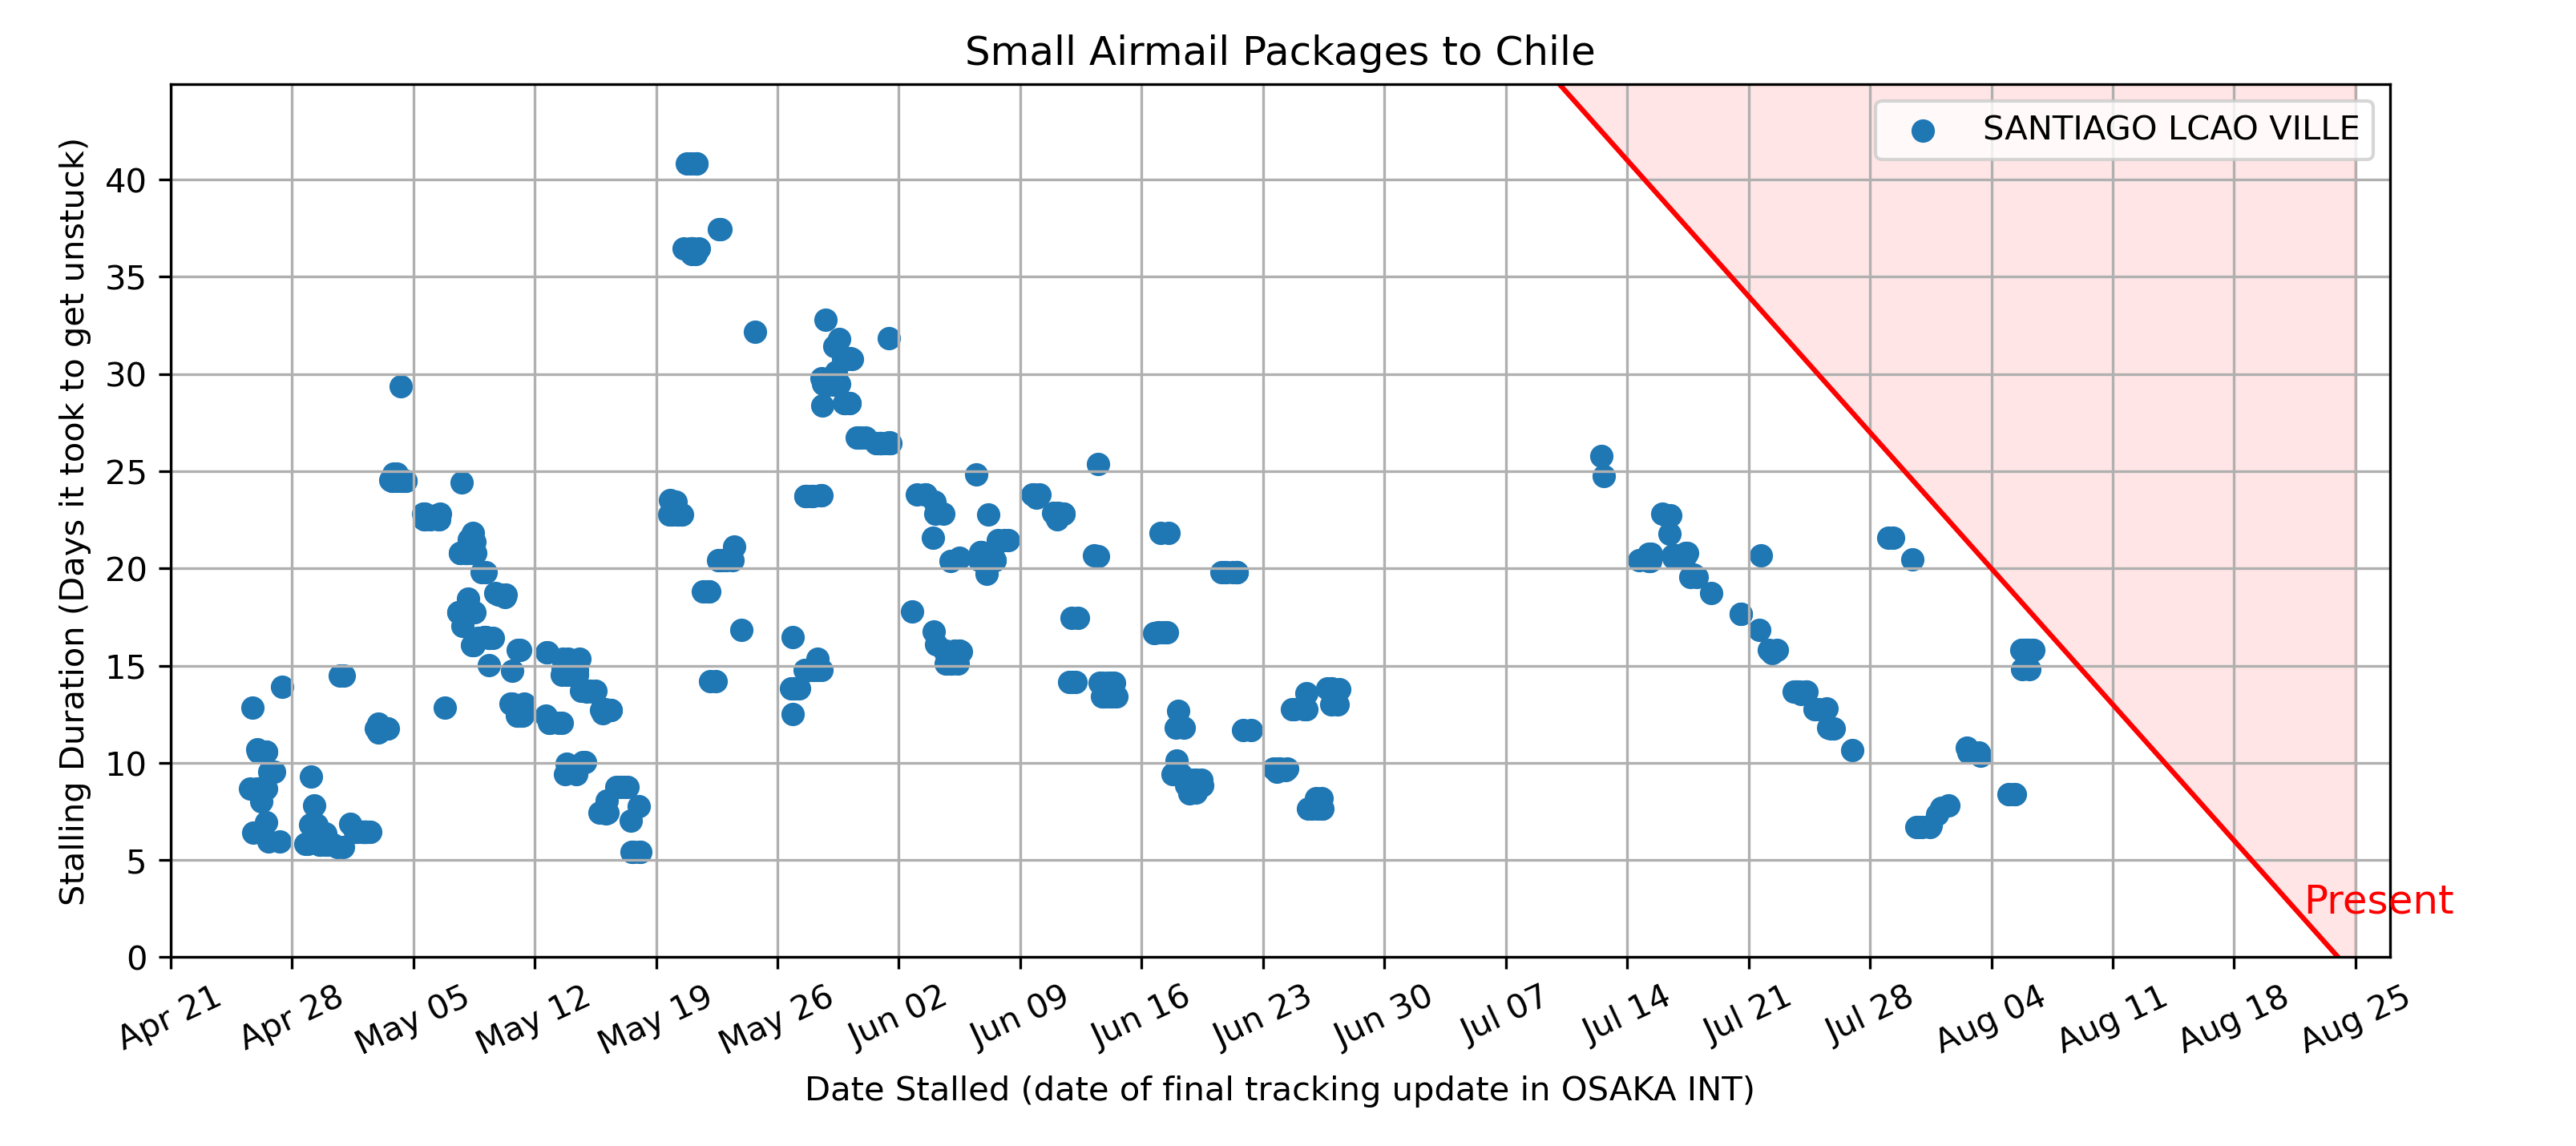 Small Airmail Packages to Chile
SANTIAGO LCAO VILLE
Stalling Duration (Days it took to get unstuck)
40
35
30
25
20
15
10
5
0
Present
Apr 21
Apr 28
May 05
May 12
May 19
May 26
Jun 02
Jun 09
Jun 16
Jun 23
Jun 30
Jul 07
Jul 14
Jul 21
Jul 28
Aug 04
Aug 11
Aug 18
Aug 25
Date Stalled (date of final tracking update in OSAKA INT)